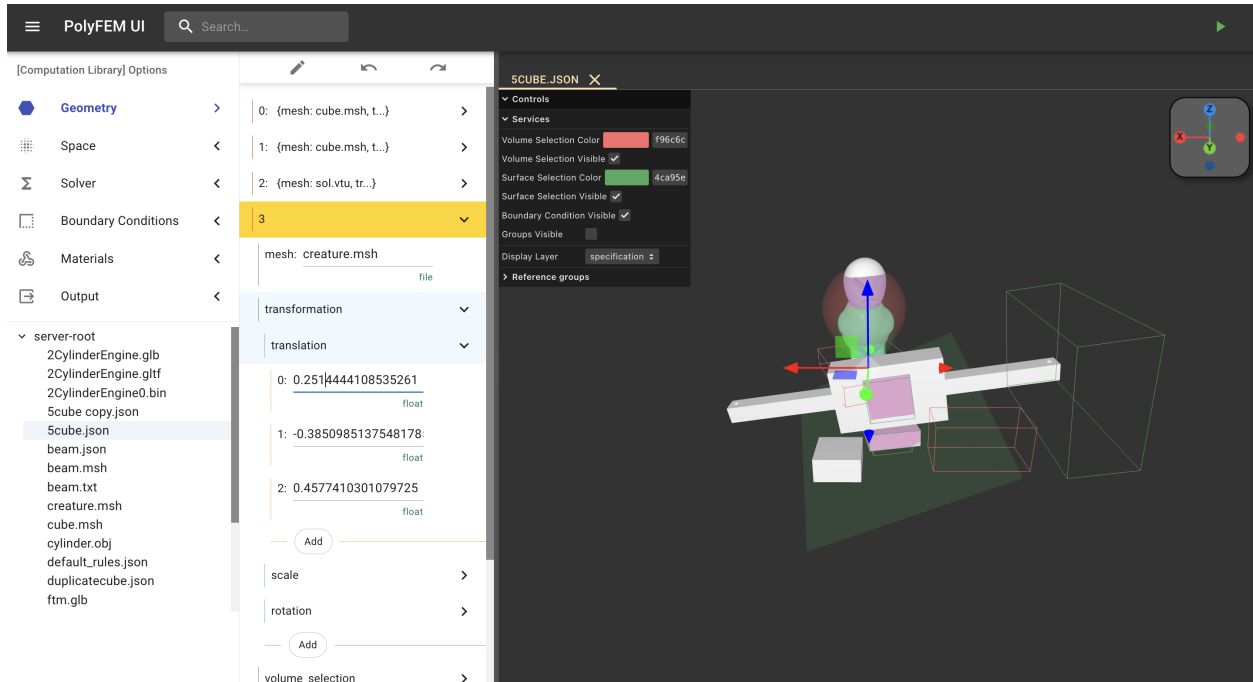 PolyFEM UI
Search...
[Computation Library] Options
Geometry
Space
Solver
Boundary Conditions
Materials
Output
server-root
2CylinderEngine.glb
2CylinderEngine.gltf
2CylinderEngine0.bin
5cube copy.json
5cube.json
beam.json
beam.msh
beam.txt
creature.msh
cube.msh
cylinder.obj
default_rules.json
duplicatecube.json
ftm.glb
0: {mesh: cube.msh, t...}
1: {mesh: cube.msh, t...}
2: {mesh: sol.vtu, tr...}
3
mesh: creature.msh
file
transformation
translation
0: 0.2514444108535261
float
1: -0.3850985137548178
float
2: 0.4577410301079725
float
Add
scale
rotation
Add
volume_selection
5CUBE.JSON
Controls
Services
Volume Selection Color f96c6c
Volume Selection Visible
Surface Selection Color 4ca95e
Surface Selection Visible
Boundary Condition Visible
Groups Visible
Display Layer specification
Reference groups
Z
X
Y